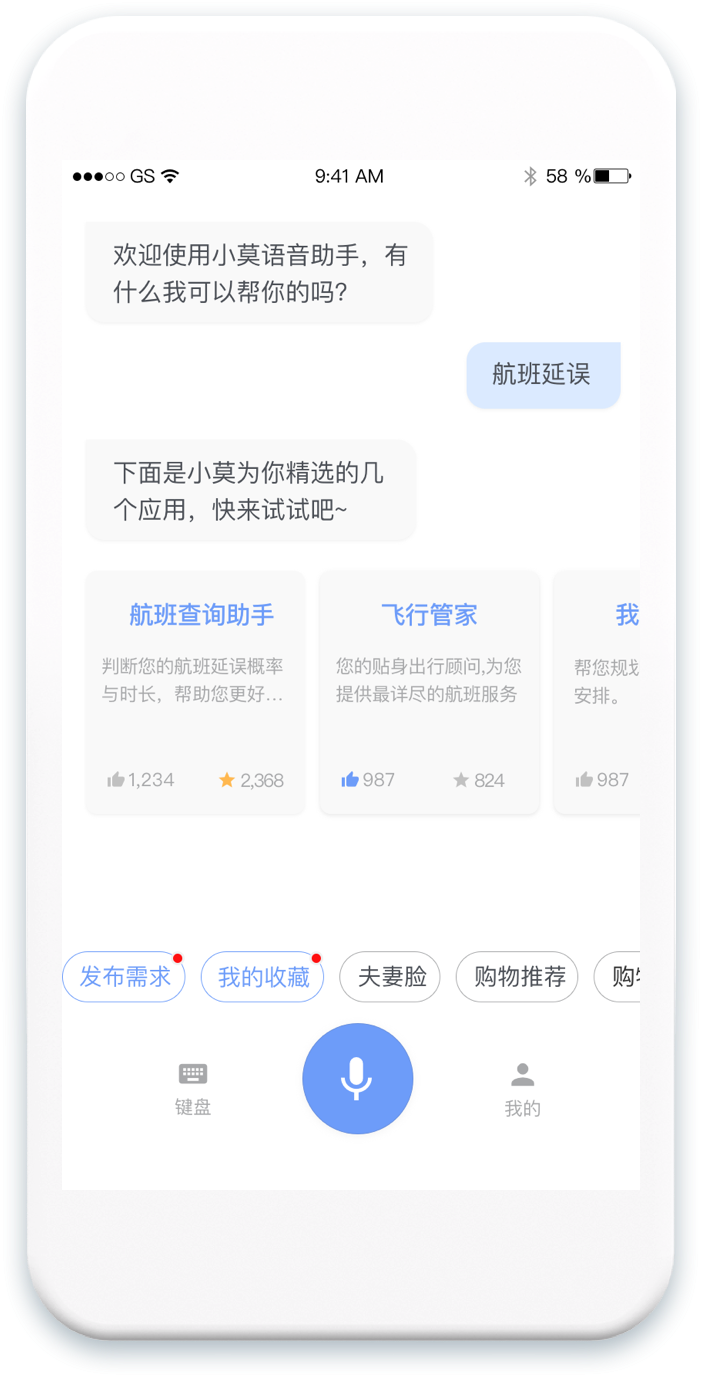 GS 9:41 AM 58 %
欢迎使用小莫语音助手，有
什么我可以帮你的吗？
航班延误
下面是小莫为你精选的几
个应用，快来试试吧~
航班查询助手
判断您的航班延误概率
与时长，帮助您更好...
1,234 2,368
飞行管家
您的贴身出行顾问,为您
提供最详尽的航班服务
987 824
我
帮您规划
安排。
987
发布需求 我的收藏 夫妻脸 购物推荐 购
键盘 我的